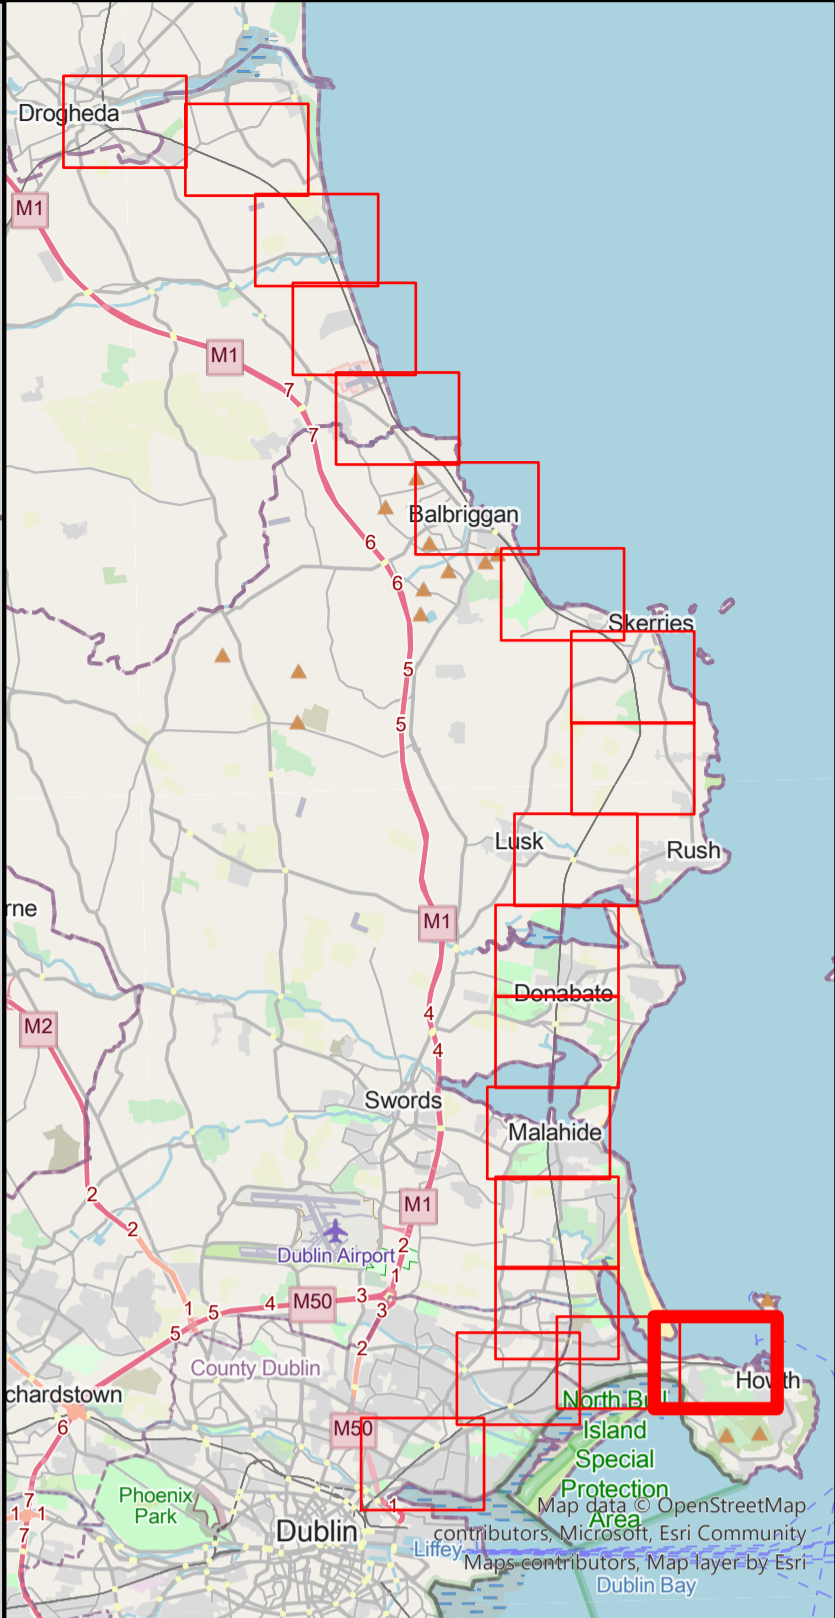 Drogheda
M1
M1
7
7
Balbriggan
6
6
Skerries
5
5
Lusk
Rush
rne
M1
Donabate
M2
4
4
Swords
Malahide
2
M1
2
Dublin Airport
2
1
M50
3
4
3
1
5
5
2
County Dublin
chardstown
Howth
North Bull
Island
Special
Protection
Area
M50
6
7
1
1
7
Phoenix
Park
1
Dublin
Liffey
Map data © OpenStreetMap
contributors, Microsoft, Esri Community
Maps contributors, Map layer by Esri
Dublin Bay